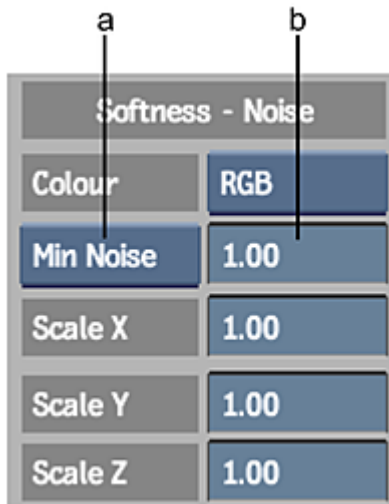 a b
Softness - Noise
Colour RGB
Min Noise 1.00
Scale X 1.00
Scale Y 1.00
Scale Z 1.00